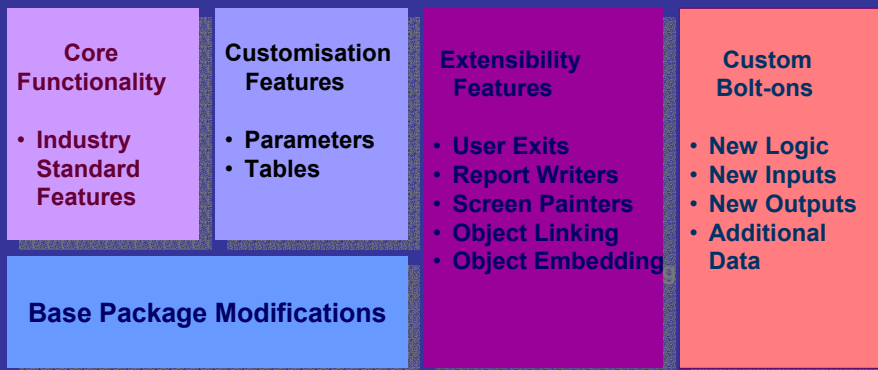 Core
Functionality
• Industry
Standard
Features
Customisation
Features
• Parameters
• Tables
Extensibility
Features
• User Exits
• Report Writers
• Screen Painters
• Object Linking
• Object Embedding
Custom
Bolt-ons
• New Logic
• New Inputs
• New Outputs
• Additional
Data
Base Package Modifications